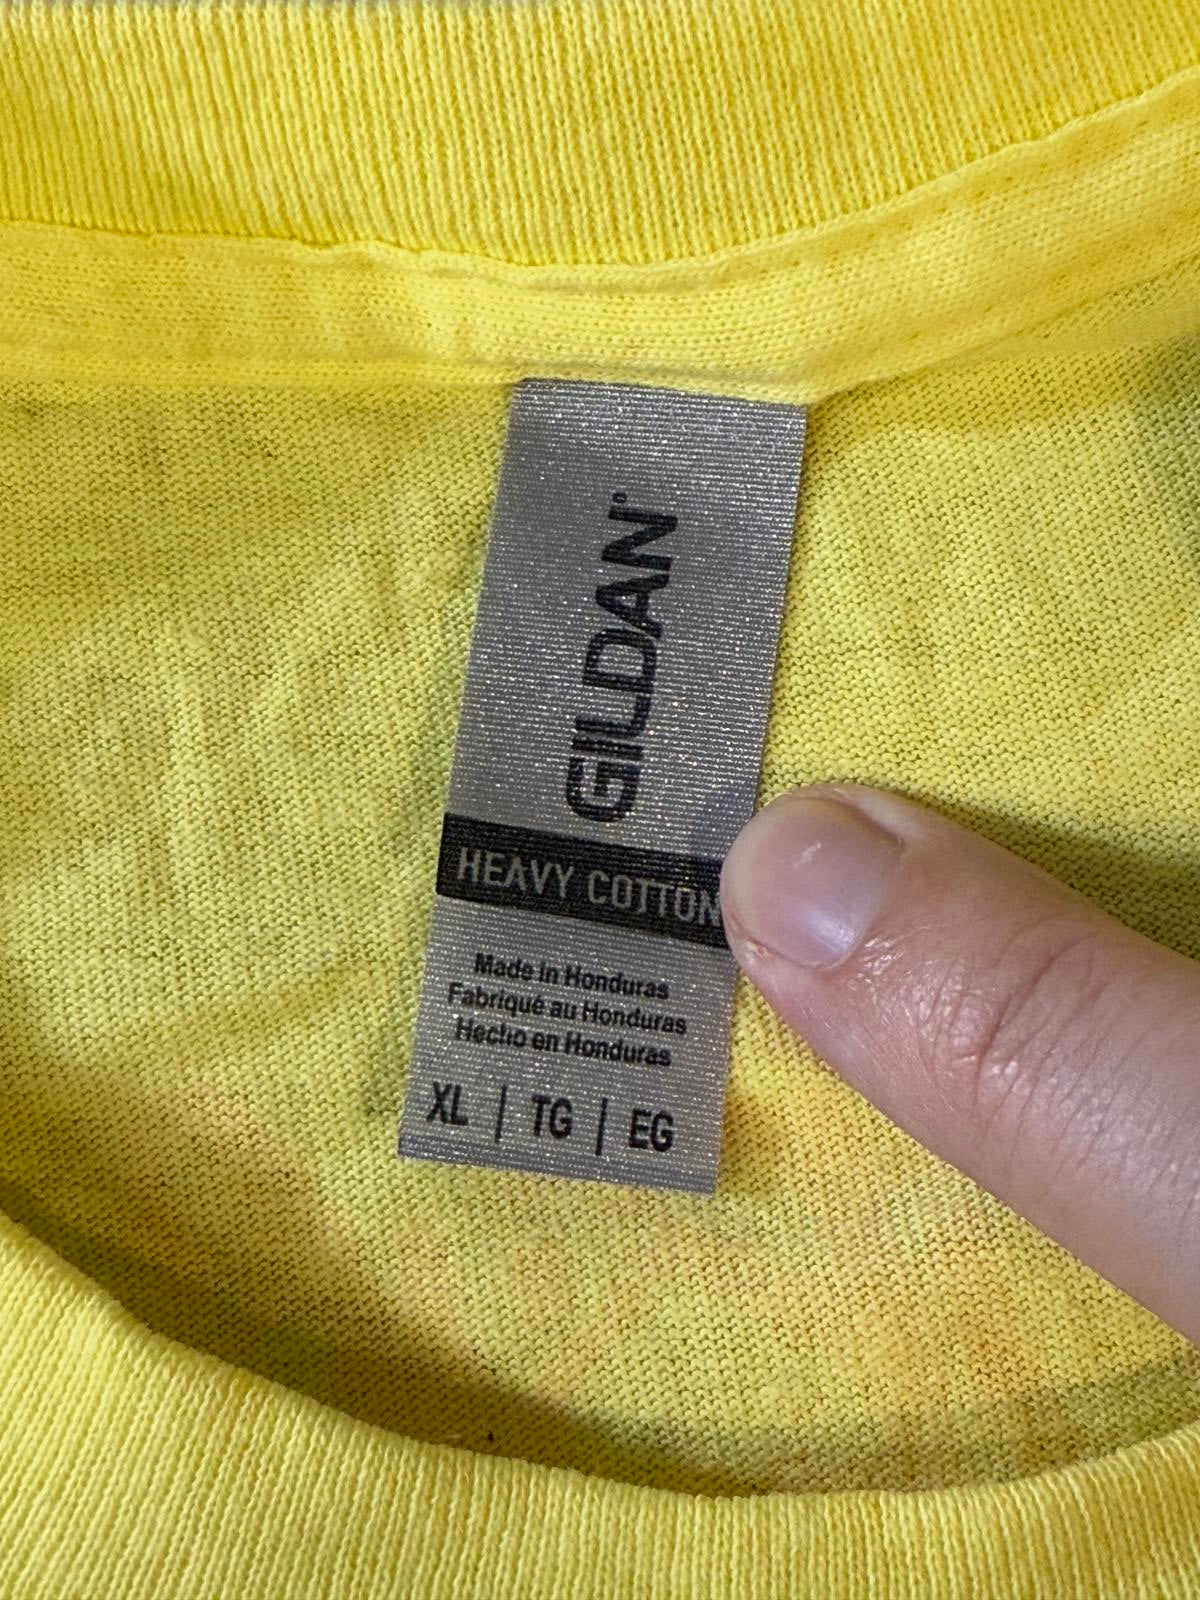 GILDAN
HEAVY COTTON
Made in Honduras
Fabriqué au Honduras
Hecho en Honduras
XL | TG | EG